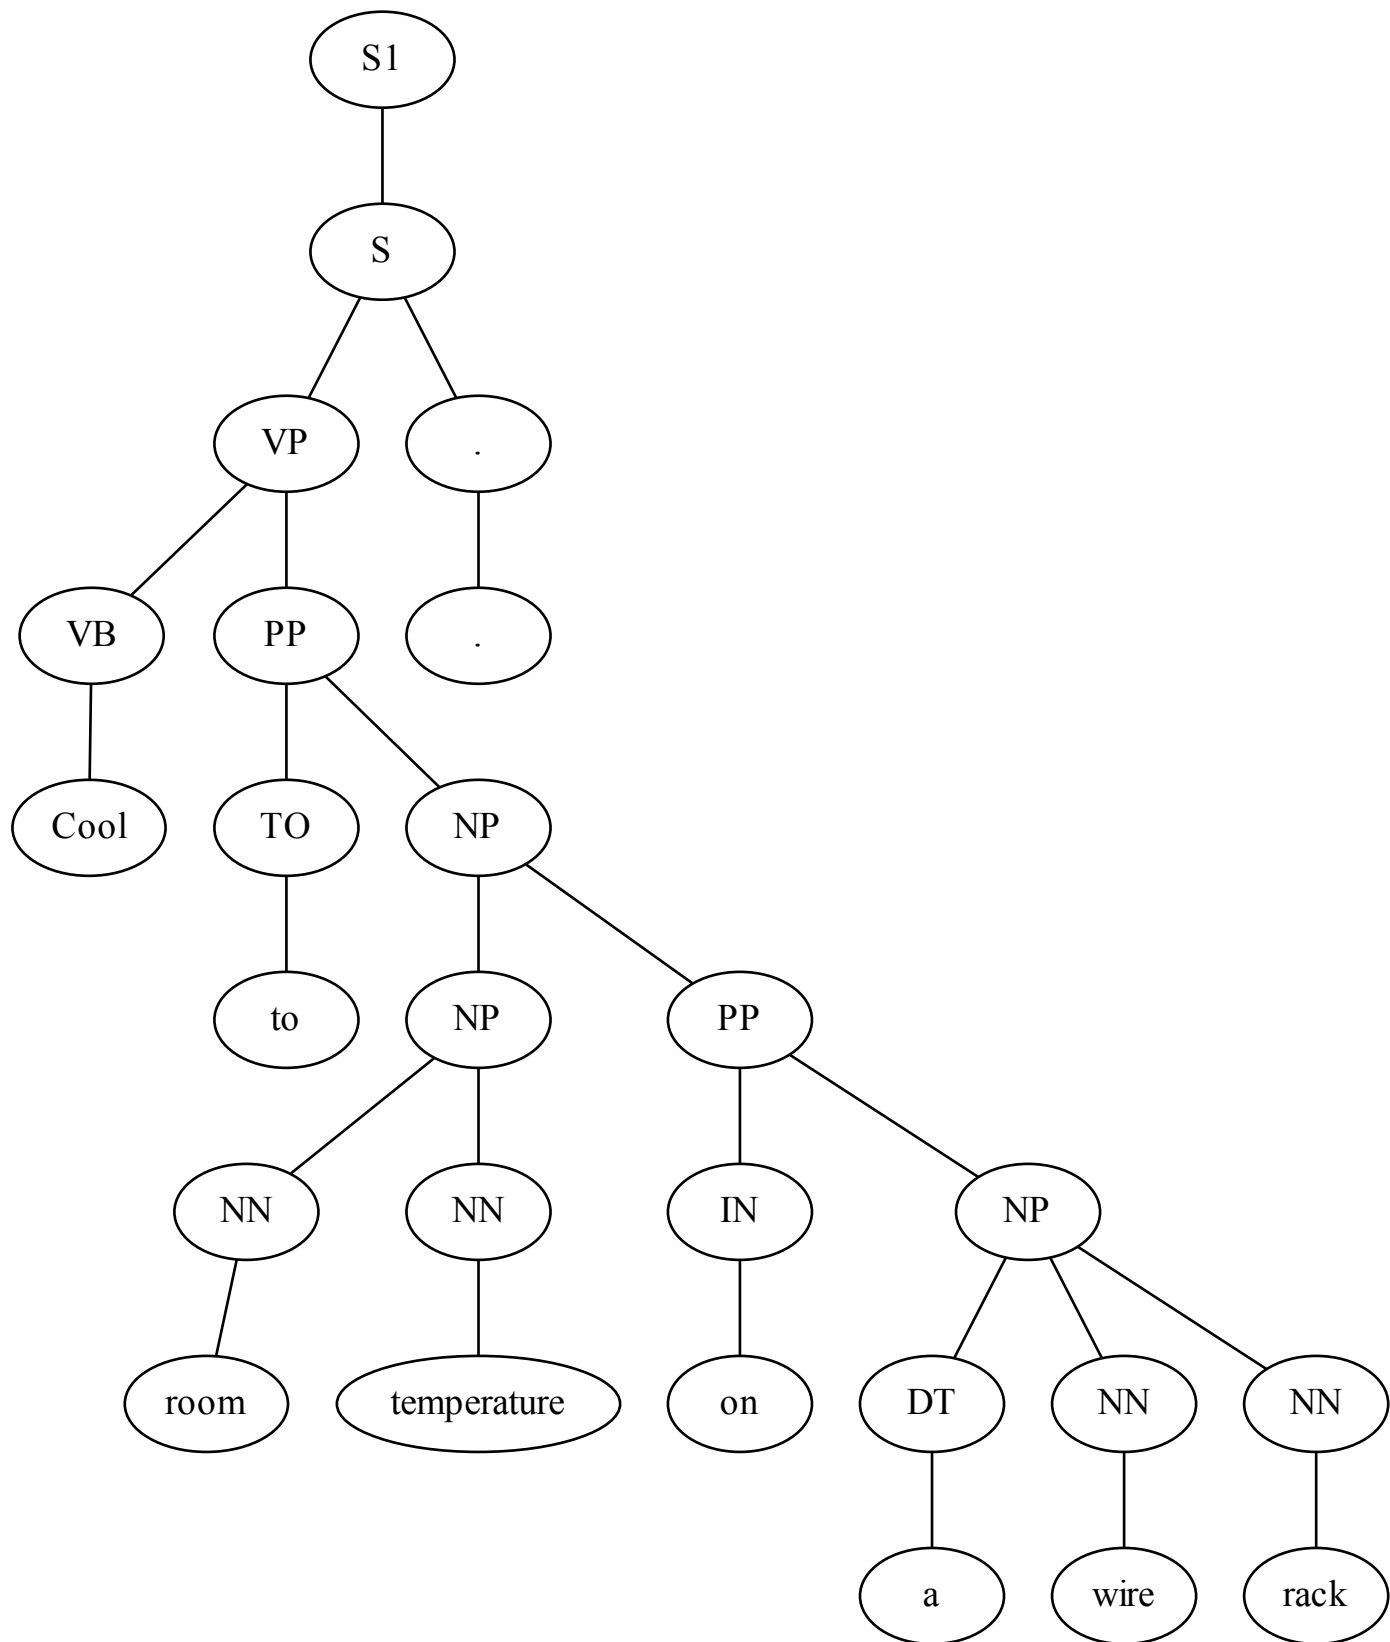 S1
S
VP .
VB PP .
Cool TO NP
to NP PP
NN NN IN NP
room temperature on DT NN NN
a wire rack